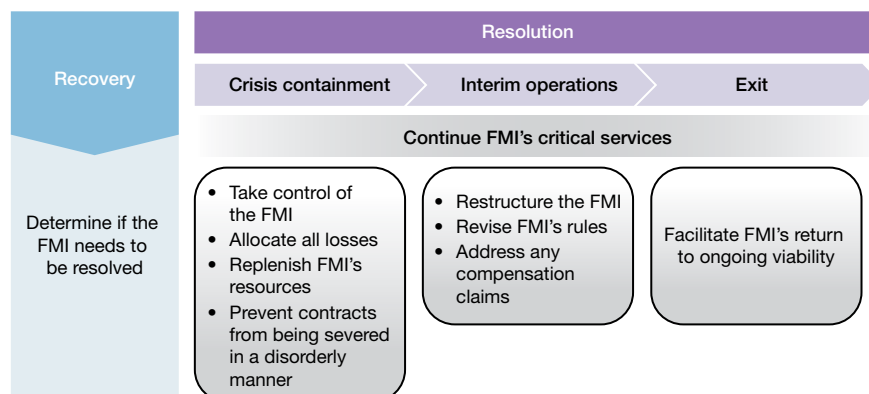 Recovery
Determine if the
FMI needs to
be resolved
Resolution
Crisis containment
Interim operations
Exit
Continue FMI’s critical services
• Take control of
the FMI
• Allocate all losses
• Replenish FMI’s
resources
• Prevent contracts
from being severed
in a disorderly
manner
• Restructure the FMI
• Revise FMI’s rules
• Address any
compensation
claims
Facilitate FMI’s return
to ongoing viability